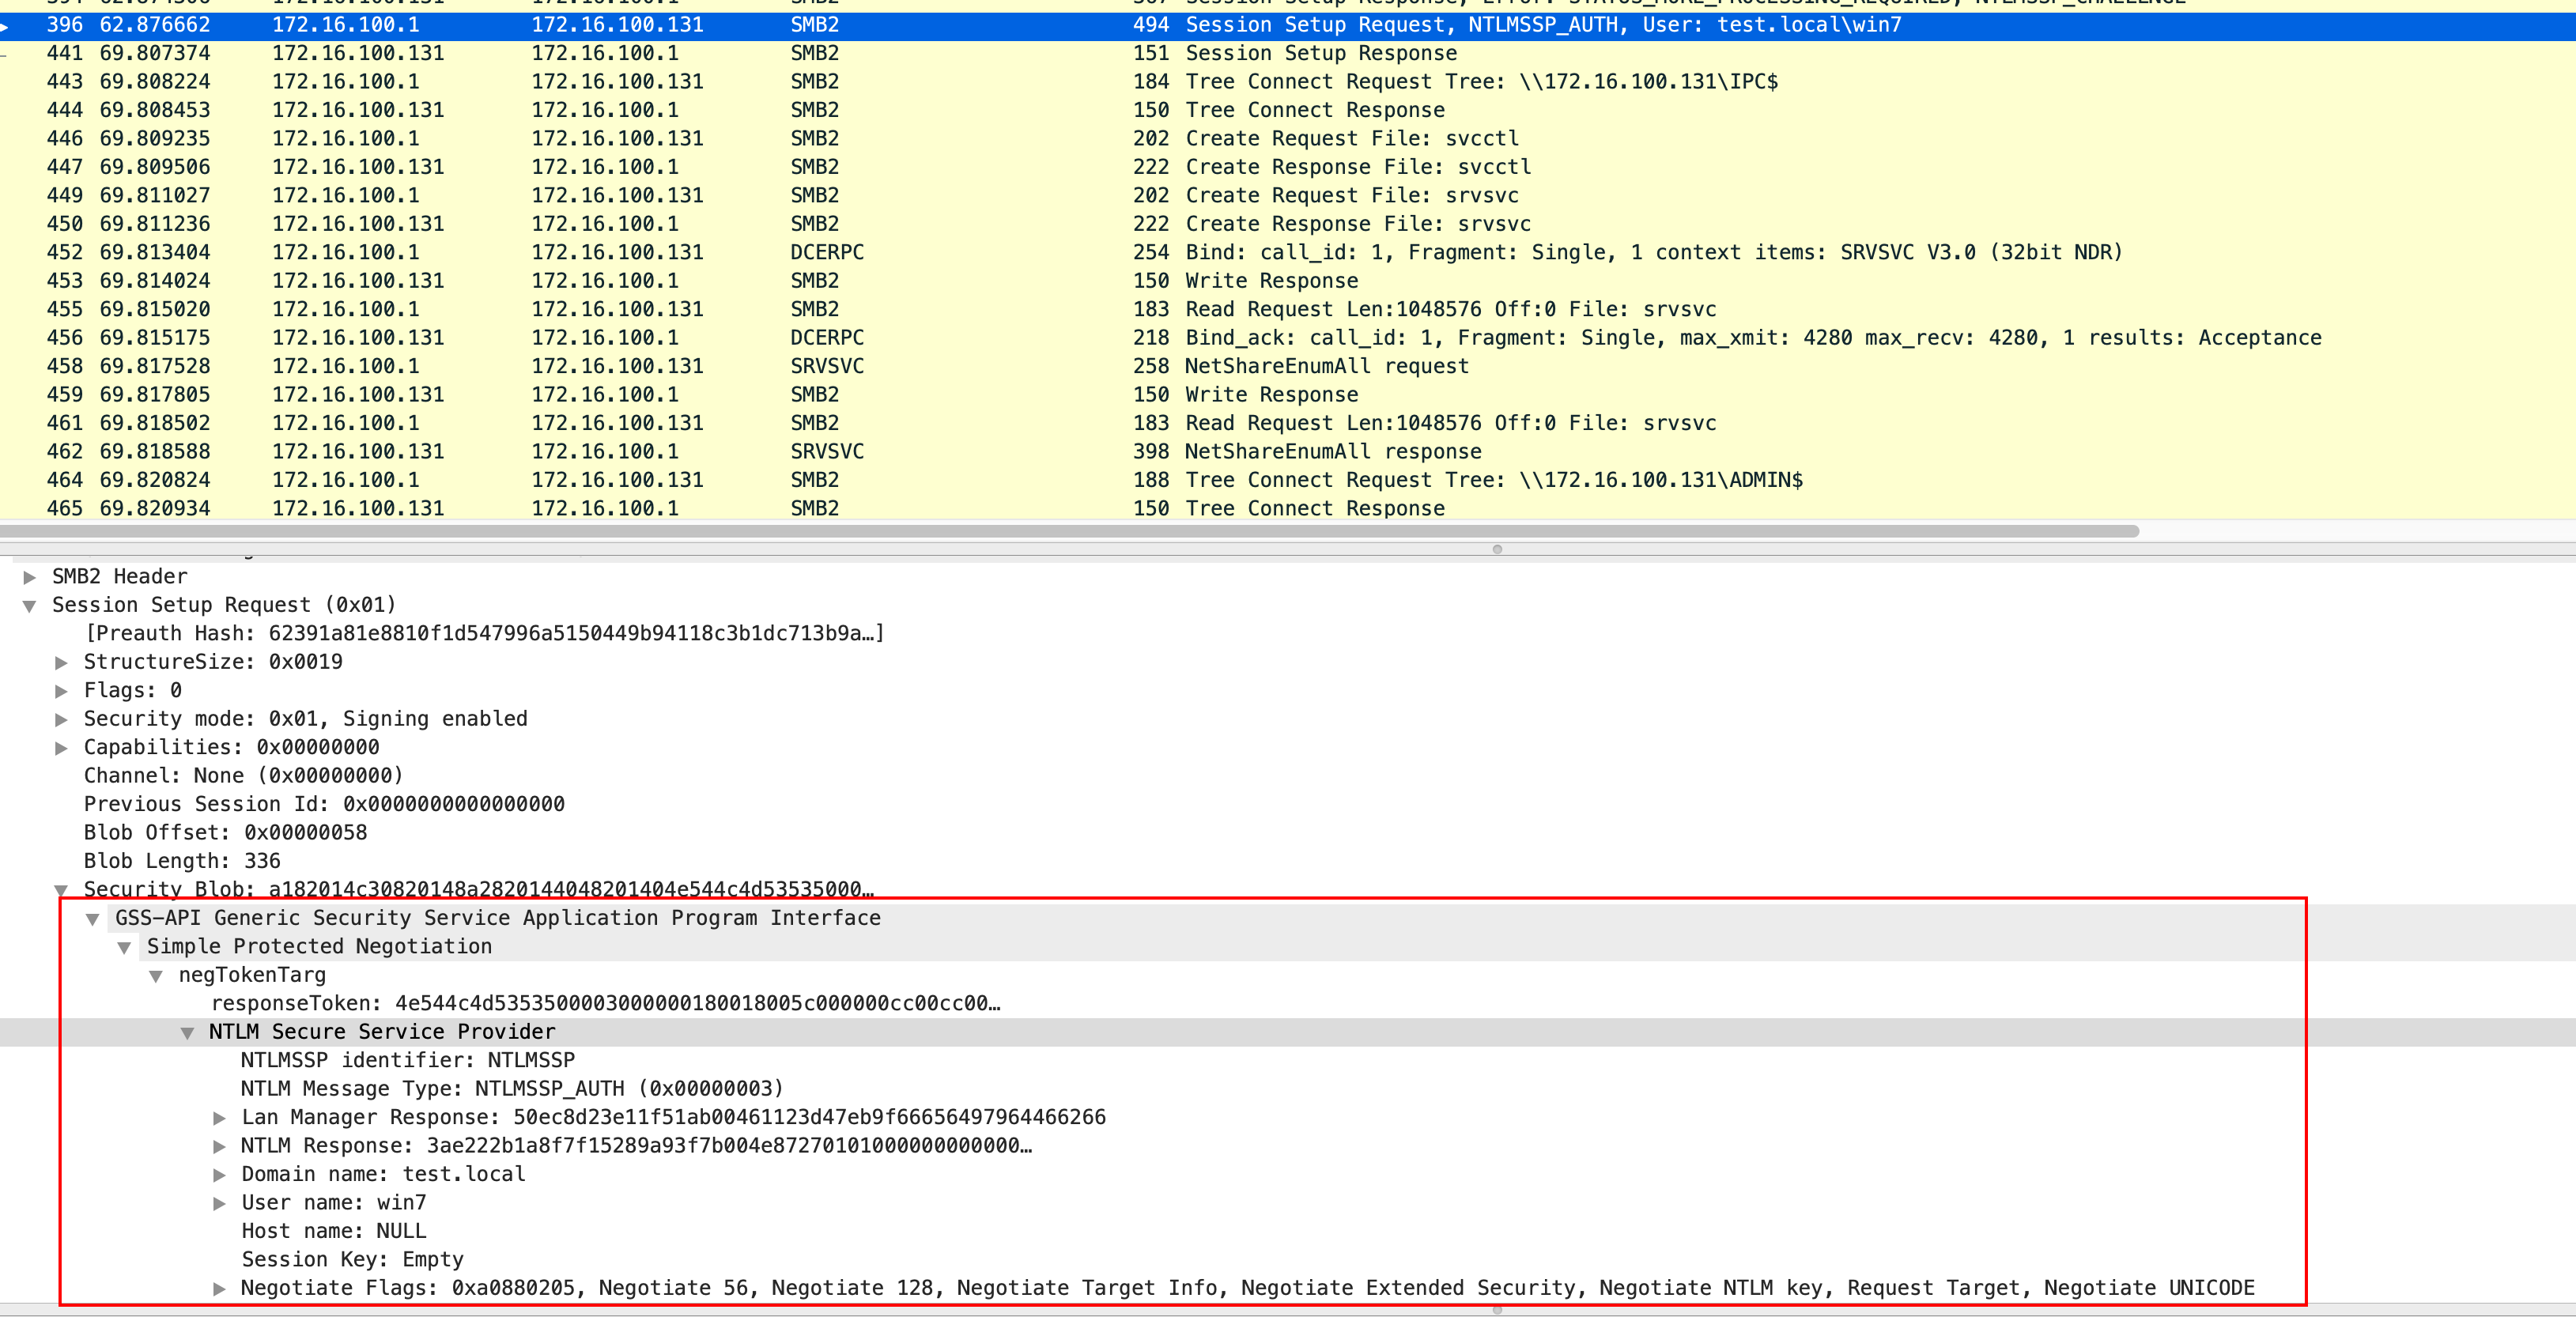 396 62.876662 172.16.100.1 172.16.100.131 SMB2 494 Session Setup Request, NTLMSSP_AUTH, User: test.local\win7
441 69.807374 172.16.100.131 172.16.100.1 SMB2 151 Session Setup Response
443 69.808224 172.16.100.1 172.16.100.131 SMB2 184 Tree Connect Request Tree: \\172.16.100.131\IPC$
444 69.808453 172.16.100.131 172.16.100.1 SMB2 150 Tree Connect Response
446 69.809235 172.16.100.1 172.16.100.131 SMB2 202 Create Request File: svcctl
447 69.809506 172.16.100.131 172.16.100.1 SMB2 222 Create Response File: svcctl
449 69.811027 172.16.100.1 172.16.100.131 SMB2 202 Create Request File: srvsvc
450 69.811236 172.16.100.131 172.16.100.1 SMB2 222 Create Response File: srvsvc
452 69.813404 172.16.100.1 172.16.100.131 DCERPC 254 Bind: call_id: 1, Fragment: Single, 1 context items: SRVSVC V3.0 (32bit NDR)
453 69.814024 172.16.100.131 172.16.100.1 SMB2 150 Write Response
455 69.815020 172.16.100.1 172.16.100.131 SMB2 183 Read Request Len:1048576 Off:0 File: srvsvc
456 69.815175 172.16.100.131 172.16.100.1 DCERPC 218 Bind_ack: call_id: 1, Fragment: Single, max_xmit: 4280 max_recv: 4280, 1 results: Acceptance
458 69.817528 172.16.100.1 172.16.100.131 SRVSVC 258 NetShareEnumAll request
459 69.817805 172.16.100.131 172.16.100.1 SMB2 150 Write Response
461 69.818502 172.16.100.1 172.16.100.131 SMB2 183 Read Request Len:1048576 Off:0 File: srvsvc
462 69.818588 172.16.100.131 172.16.100.1 SRVSVC 398 NetShareEnumAll response
464 69.820824 172.16.100.1 172.16.100.131 SMB2 188 Tree Connect Request Tree: \\172.16.100.131\ADMIN$
465 69.820934 172.16.100.131 172.16.100.1 SMB2 150 Tree Connect Response
SMB2 Header
Session Setup Request (0x01)
[Preauth Hash: 62391a81e8810f1d547996a5150449b94118c3b1dc713b9a…]
StructureSize: 0x0019
Flags: 0
Security mode: 0x01, Signing enabled
Capabilities: 0x00000000
Channel: None (0x00000000)
Previous Session Id: 0x0000000000000000
Blob Offset: 0x00000058
Blob Length: 336
Security Blob: a182014c30820148a2820144048201404e544c4d53535000…
GSS-API Generic Security Service Application Program Interface
Simple Protected Negotiation
negTokenTarg
responseToken: 4e544c4d5353500003000000180018005c000000cc00cc00…
NTLM Secure Service Provider
NTLMSSP identifier: NTLMSSP
NTLM Message Type: NTLMSSP_AUTH (0x00000003)
Lan Manager Response: 50ec8d23e11f51ab00461123d47eb9f66656497964466266
NTLM Response: 3ae222b1a8f7f15289a93f7b004e87270101000000000000…
Domain name: test.local
User name: win7
Host name: NULL
Session Key: Empty
Negotiate Flags: 0xa0880205, Negotiate 56, Negotiate 128, Negotiate Target Info, Negotiate Extended Security, Negotiate NTLM key, Request Target, Negotiate UNICODE